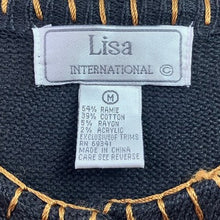 Lisa
INTERNATIONAL ©
M
54% RAMIE
39% COTTON
5% RAYON
2% ACRYLIC
EXCLUSIVE OF TRIMS
RN 60341
MADE IN CHINA
CARE SEE REVERSE